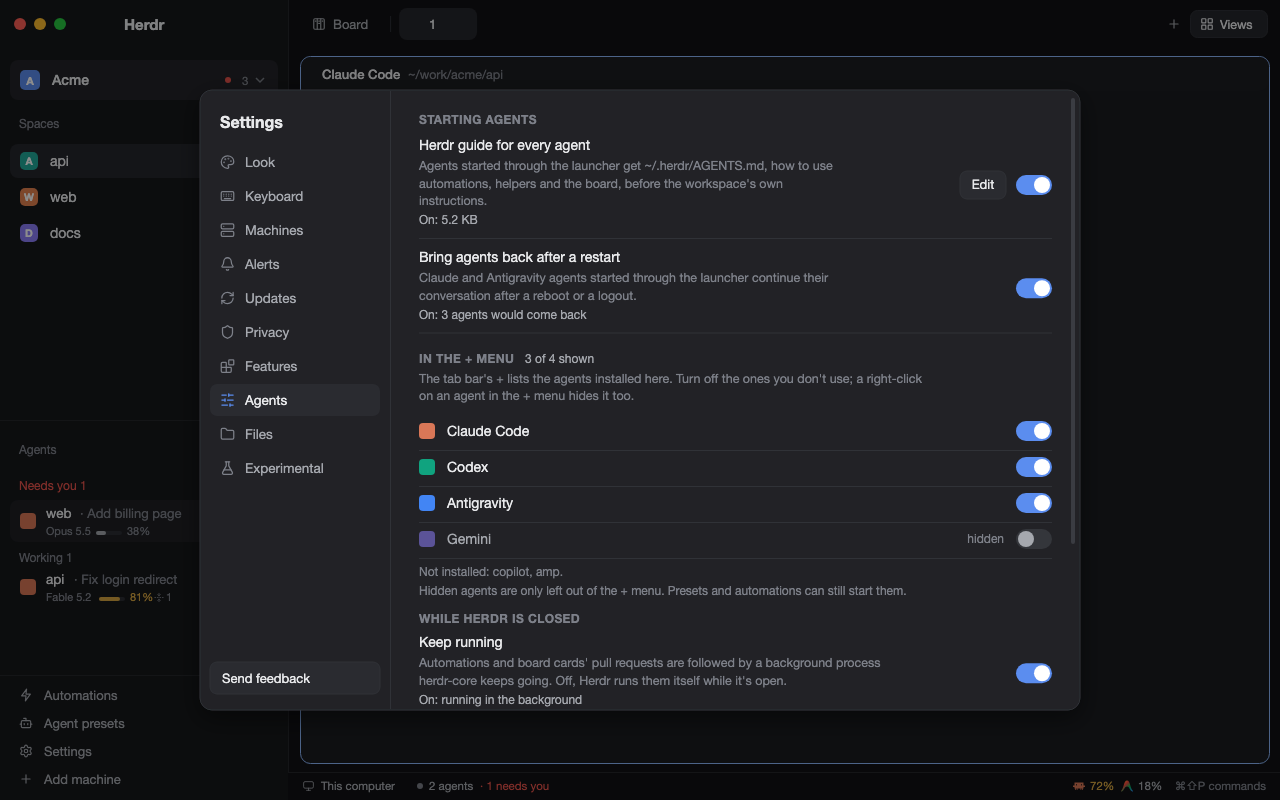 Herdr
Board
1
+
Views
A Acme 3
Claude Code ~/work/acme/api
Spaces
A api
W web
D docs
Agents
Needs you 1
web · Add billing page
Opus 5.5 38%
Working 1
api · Fix login redirect
Fable 5.2 81% 1
Automations
Agent presets
Settings
+ Add machine
Settings
Look
Keyboard
Machines
Alerts
Updates
Privacy
Features
Agents
Files
Experimental
Send feedback
STARTING AGENTS
Herdr guide for every agent
Agents started through the launcher get ~/.herdr/AGENTS.md, how to use
automations, helpers and the board, before the workspace's own
instructions.
On: 5.2 KB
Edit
Bring agents back after a restart
Claude and Antigravity agents started through the launcher continue their
conversation after a reboot or a logout.
On: 3 agents would come back
IN THE + MENU 3 of 4 shown
The tab bar's + lists the agents installed here. Turn off the ones you don't use; a right-click
on an agent in the + menu hides it too.
Claude Code
Codex
Antigravity
Gemini hidden
Not installed: copilot, amp.
Hidden agents are only left out of the + menu. Presets and automations can still start them.
WHILE HERDR IS CLOSED
Keep running
Automations and board cards' pull requests are followed by a background process
herdr-core keeps going. Off, Herdr runs them itself while it's open.
On: running in the background
This computer
2 agents · 1 needs you
72% 18% ⌘⇧P commands